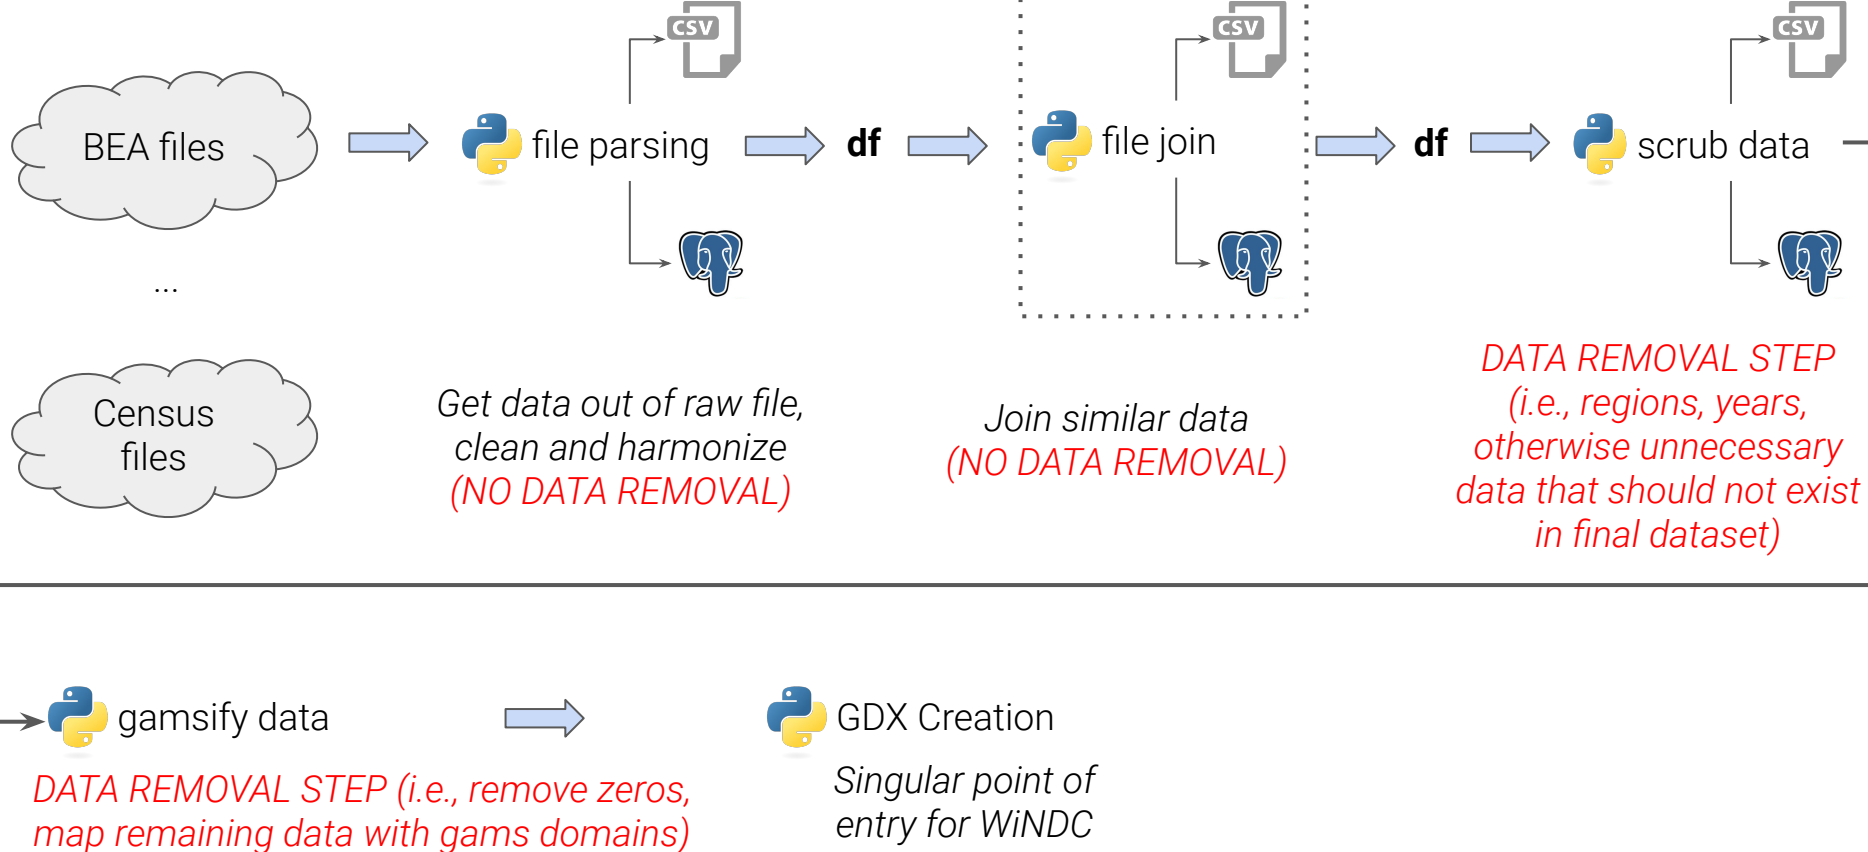 CSV
CSV
CSV
BEA files
file parsing
df
file join
df
scrub data
...
Census
files
Get data out of raw file,
clean and harmonize
(NO DATA REMOVAL)
Join similar data
(NO DATA REMOVAL)
DATA REMOVAL STEP
(i.e., regions, years,
otherwise unnecessary
data that should not exist
in final dataset)
gamsify data
DATA REMOVAL STEP (i.e., remove zeros,
map remaining data with gams domains)
GDX Creation
Singular point of
entry for WiNDC